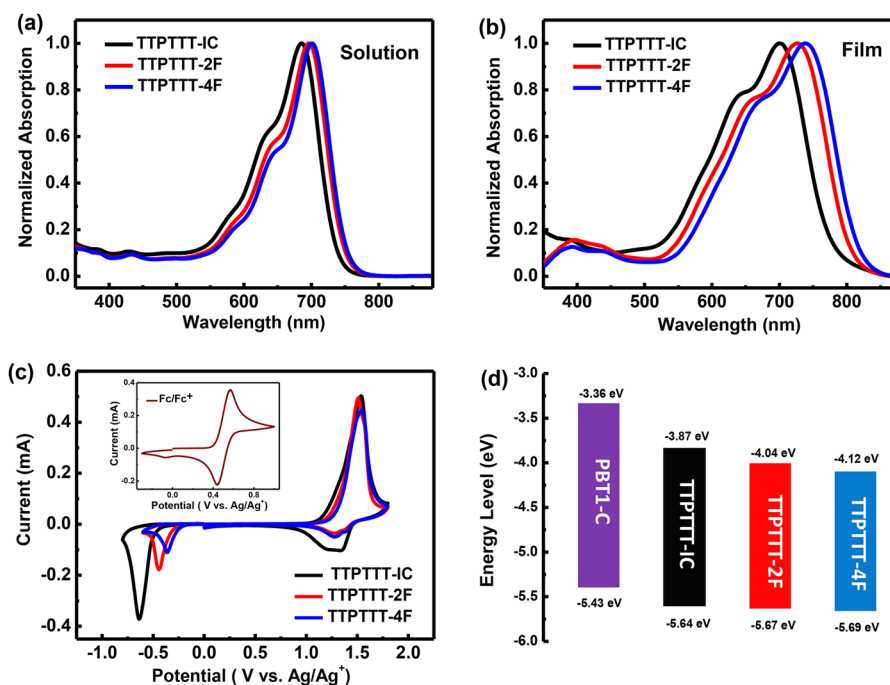 (a)
Solution
TTPTTT-IC
TTPTTT-2F
TTPTTT-4F
1.0
0.8
0.6
0.4
0.2
0.0
Normalized Absorption
400 500 600 700 800
Wavelength (nm)
(b)
Film
TTPTTT-IC
TTPTTT-2F
TTPTTT-4F
1.0
0.8
0.6
0.4
0.2
0.0
Normalized Absorption
400 500 600 700 800
Wavelength (nm)
(c)
0.6
0.4
0.2
0.0
-0.2
-0.4
Current (mA)
Fc/Fc+
0.4
0.2
0.0
-0.2
Current (mA)
0.0 0.4 0.8
Potential ( V vs. Ag/Ag+)
TTPTTT-IC
TTPTTT-2F
TTPTTT-4F
-1.0 -0.5 0.0 0.5 1.0 1.5 2.0
Potential ( V vs. Ag/Ag+)
(d)
-3.0
-3.5
-4.0
-4.5
-5.0
-5.5
-6.0
Energy Level (eV)
-3.36 eV
PBT1-C
-5.43 eV
-3.87 eV
TTPTTT-IC
-5.64 eV
-4.04 eV
TTPTTT-2F
-5.67 eV
-4.12 eV
TTPTTT-4F
-5.69 eV